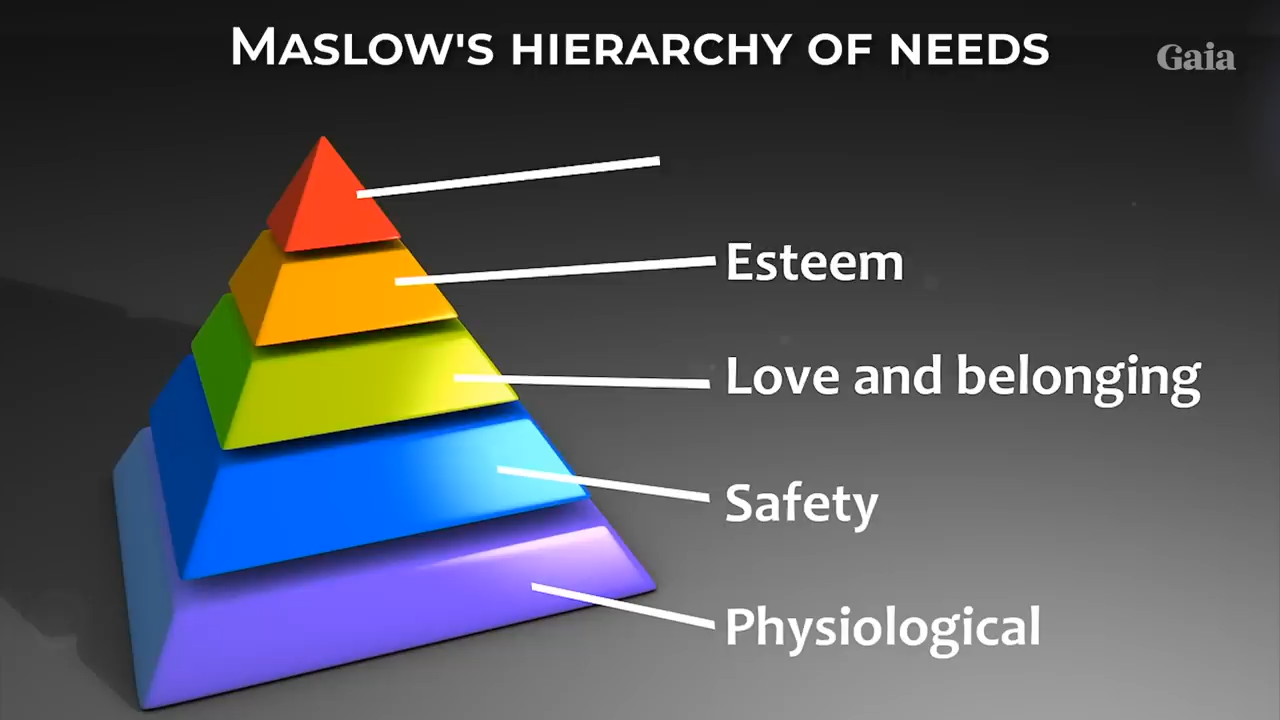 MASLOW'S HIERARCHY OF NEEDS
Gaia
Esteem
Love and belonging
Safety
Physiological